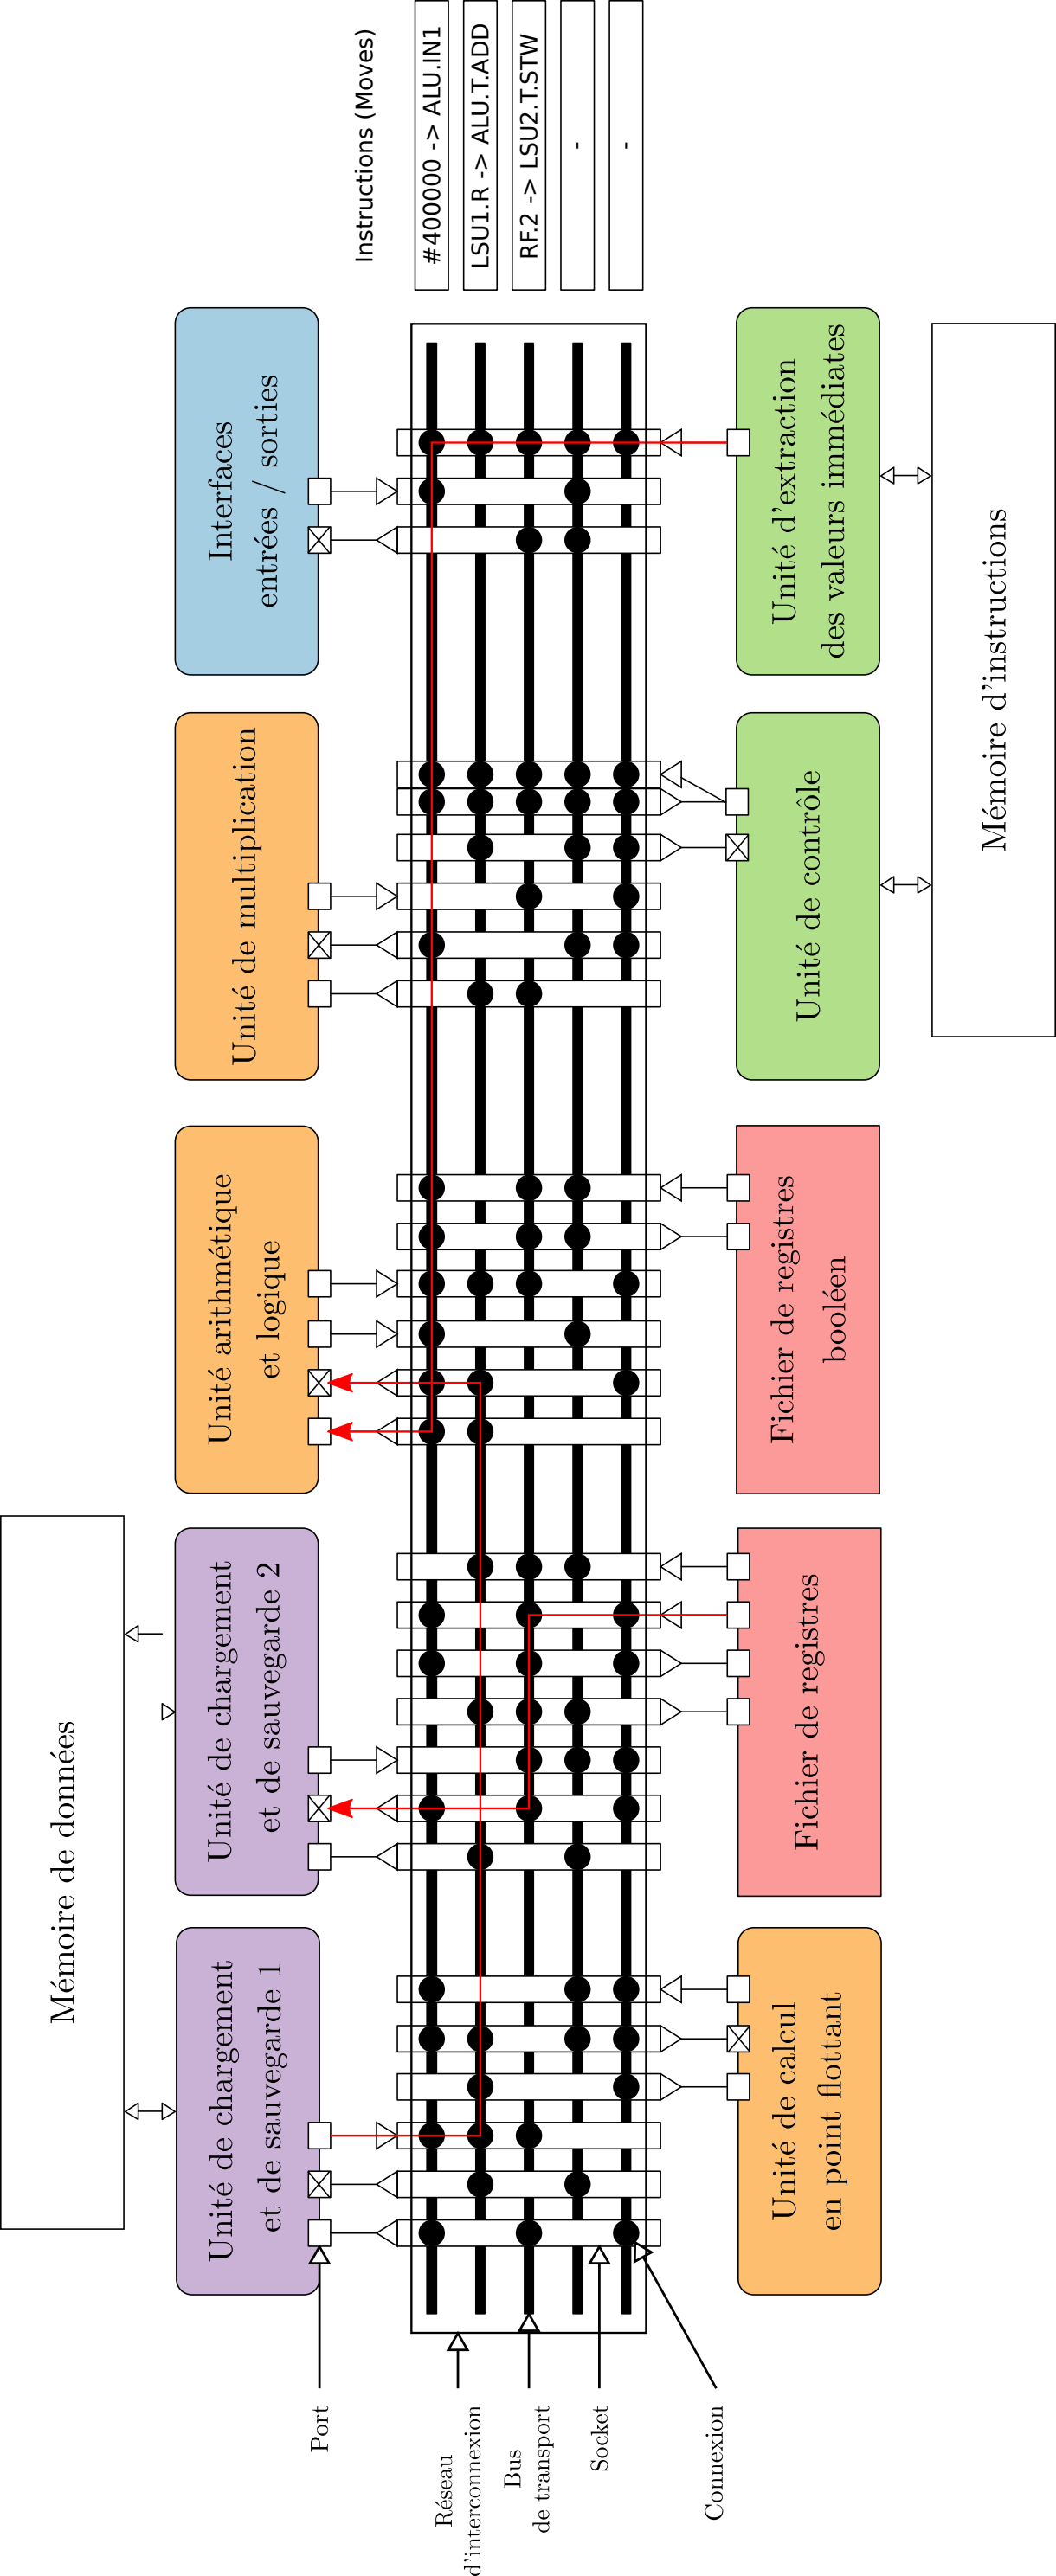 Mémoire de données
Unité de chargement
et de sauvegarde 1
Unité de chargement
et de sauvegarde 2
Unité arithmétique
et logique
Unité de multiplication
Interfaces
entrées / sorties
Instructions (Moves)
#400000 -> ALU.IN1
LSU1.R -> ALU.T.ADD
RF.2 -> LSU2.T.STW
-
-
Port
Réseau
d'interconnexion
Bus
de transport
Socket
Connexion
Unité de calcul
en point flottant
Fichier de registres
Fichier de registres
booléen
Unité de contrôle
Unité d'extraction
des valeurs immédiates
Mémoire d'instructions